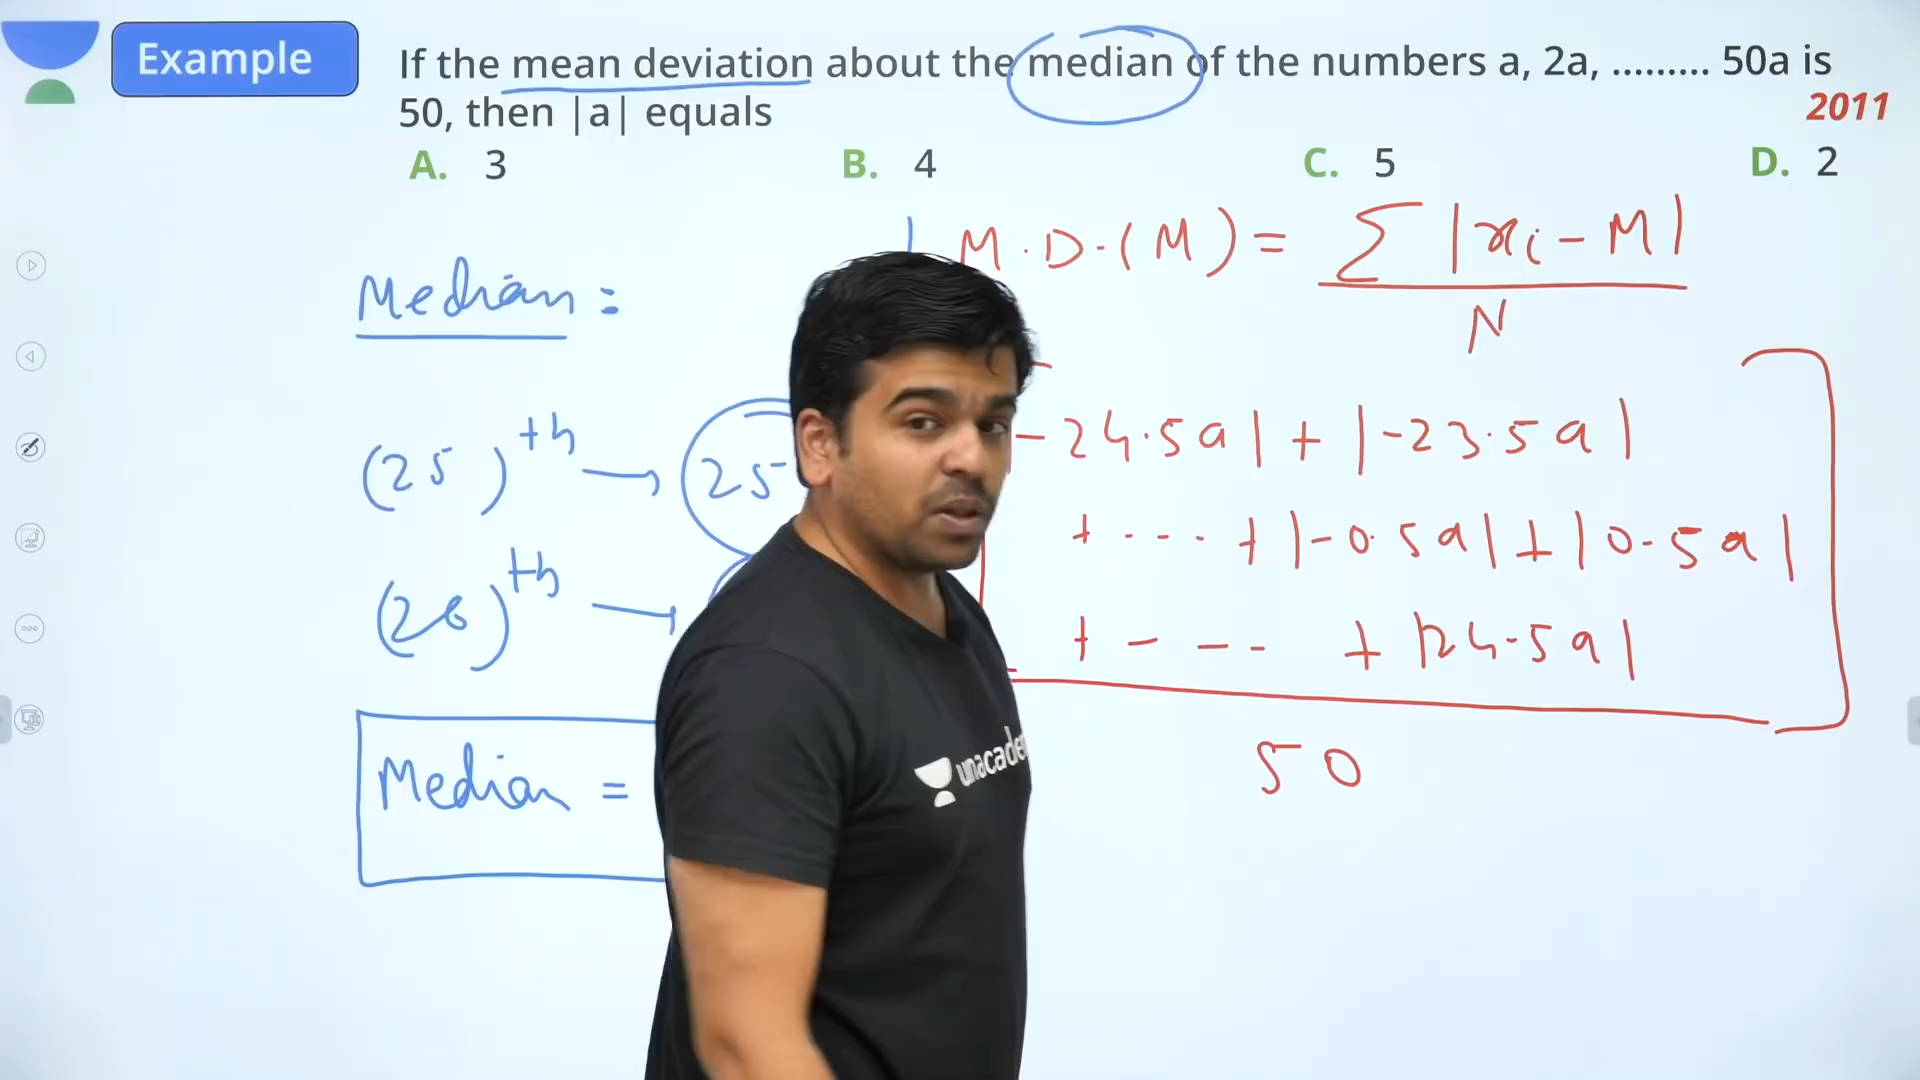 Example
If the mean deviation about the median of the numbers a, 2a, ......... 50a is
50, then |a| equals
2011
A. 3 B. 4 C. 5 D. 2
M.D.(M) = ∑ |xi - M|
N
Median :
(25)th → 25
(26)th →
Median =
- 24.5a| + |-23.5a|
+ ... + |-0.5a| + |0.5a|
+ - - - + |24.5a|
50
unacade